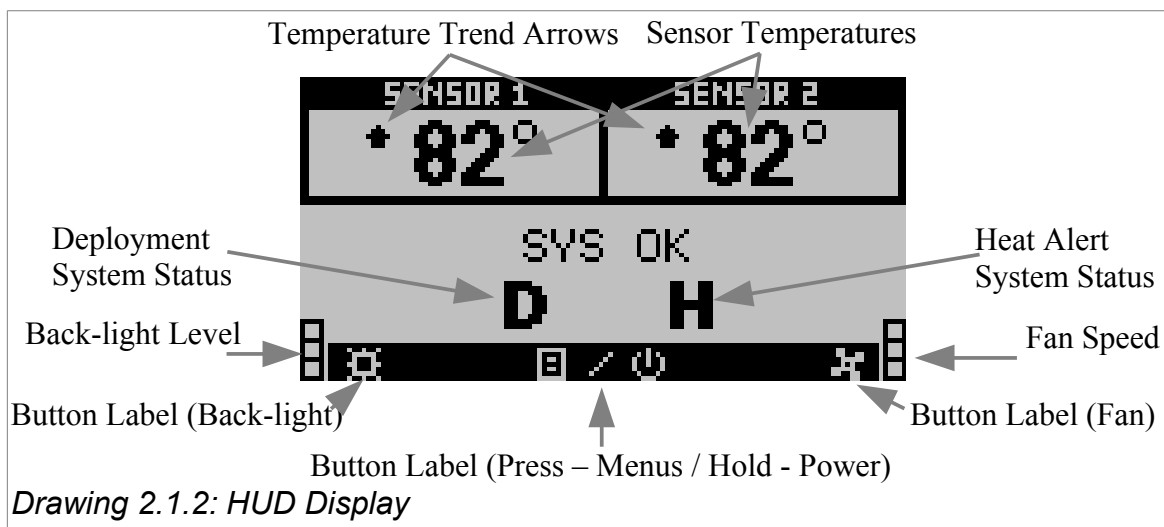 Temperature Trend Arrows Sensor Temperatures
SENSOR 1 SENSOR 2
82° 82°
Deployment
System Status
SYS OK
Heat Alert
System Status
D H
Back-light Level
Fan Speed
Button Label (Back-light)
Button Label (Fan)
Button Label (Press – Menus / Hold - Power)
Drawing 2.1.2: HUD Display